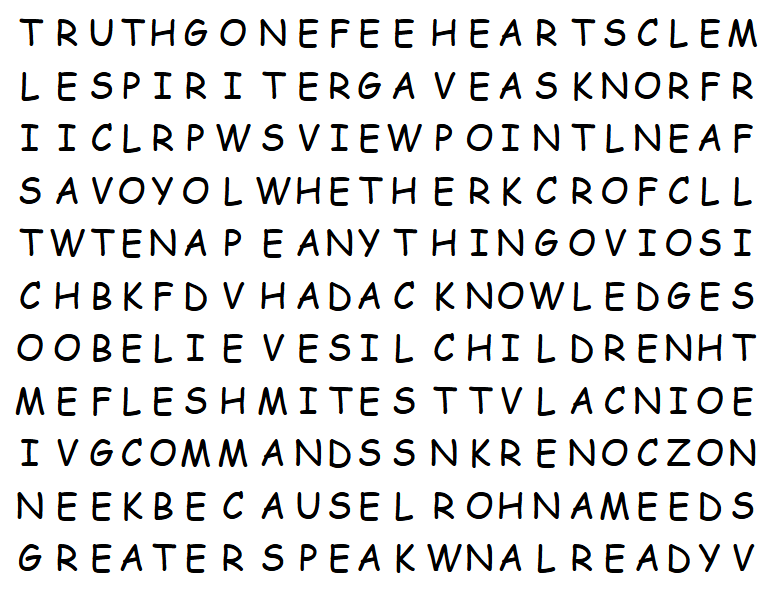 T R U T H G O N E F E E H E A R T S C L E M
L E S P I R I T E R G A V E A S K N O R F R
I I C L R P W S V I E W P O I N T L N E A F
S A V O Y O L W H E T H E R K C R O F C L L
T W T E N A P E A N Y T H I N G O V I O S I
C H B K F D V H A D A C K N O W L E D G E S
O O B E L I E V E S I L C H I L D R E N H T
M E F L E S H M I T E S T T V L A C N I O E
I V G C O M M A N D S S N K R E N O C Z O N
N E E K B E C A U S E L R O H N A M E E D S
G R E A T E R S P E A K W N A L R E A D Y V